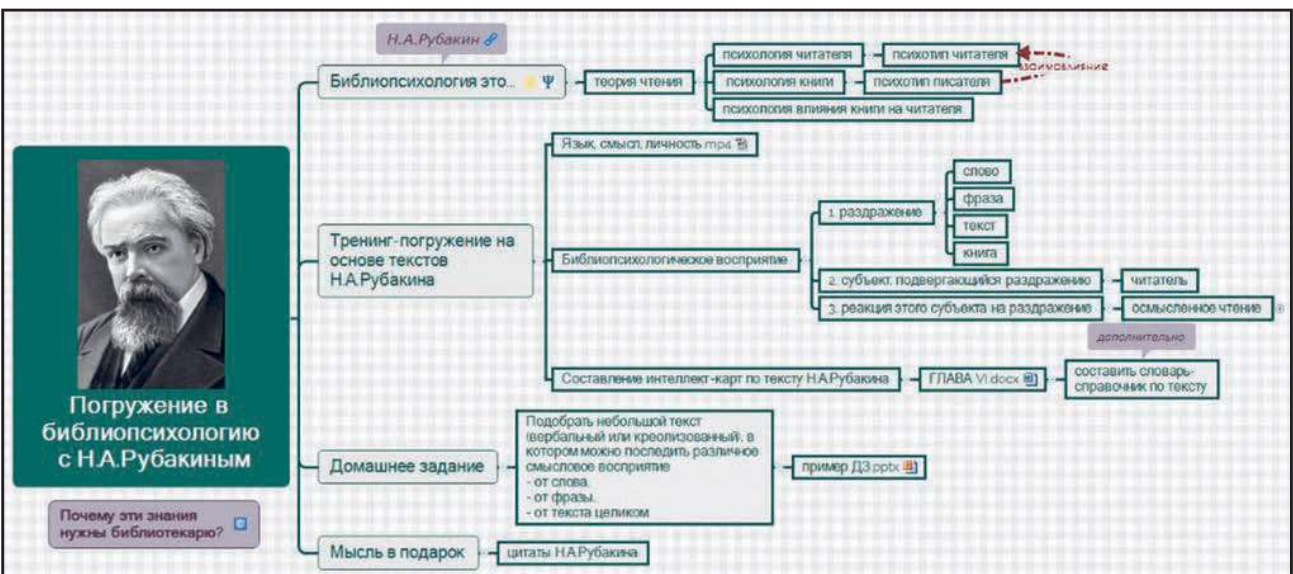 Н.А.Рубакин
Библиопсихология это...
теория чтения
психология читателя
психотип читателя
взаимовлияние
психология книги
психотип писателя
психология влияния книги на читателя
Погружение в
библиопсихологию
с Н.А.Рубакиным
Почему эти знания
нужны библиотекарю?
Тренинг-погружение на
основе текстов
Н.А.Рубакина
Язык, смысл, личность.mp4
Библиопсихологическое восприятие
1. раздражение
слово
фраза
текст
книга
2. субъект, подвергающийся раздражению
читатель
3. реакция этого субъекта на раздражение
осмысленное чтение
Составление интеллект-карт по тексту Н.А.Рубакина
ГЛАВА VI.docx
дополнительно
составить словарь-
справочник по тексту
Домашнее задание
Подобрать небольшой текст
(вербальный или креолизованный), в
котором можно последить различное
смысловое восприятие
- от слова,
- от фразы,
- от текста целиком
пример ДЗ.pptx
Мысль в подарок
цитаты Н.А.Рубакина